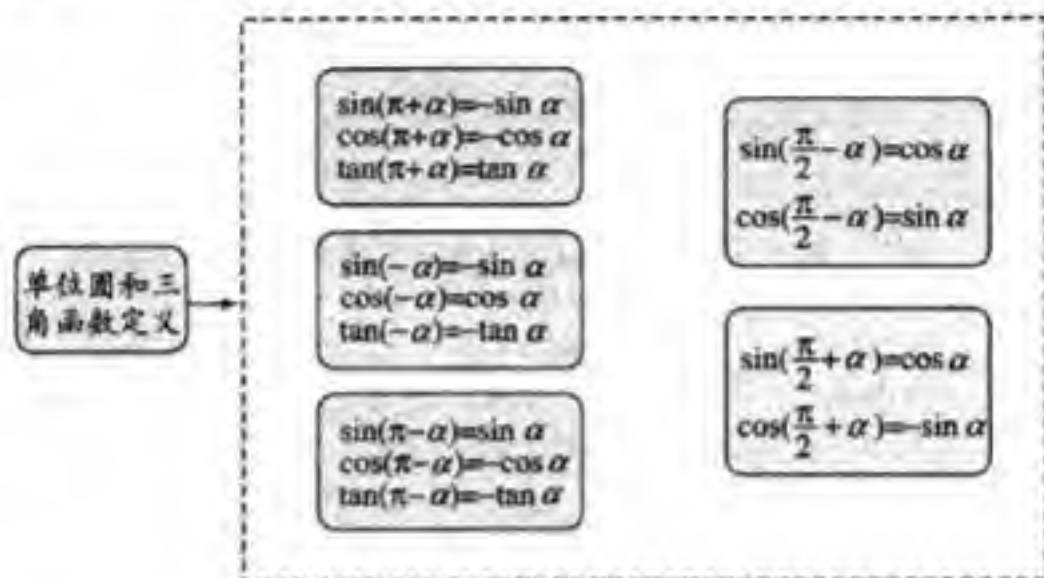 单位圆和三
角函数定义
sin(π+α)=-sin α
cos(π+α)=-cos α
tan(π+α)=tan α
sin(-α)=-sin α
cos(-α)=cos α
tan(-α)=-tan α
sin(π-α)=sin α
cos(π-α)=-cos α
tan(π-α)=-tan α
sin(π/2-α)=cos α
cos(π/2-α)=sin α
sin(π/2+α)=cos α
cos(π/2+α)=-sin α